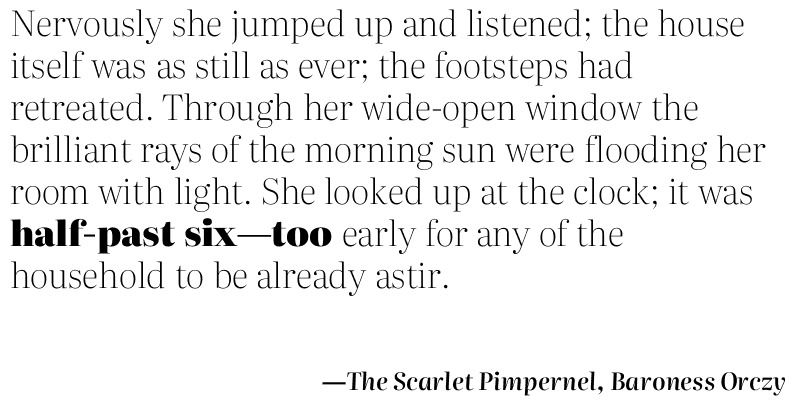 Nervously she jumped up and listened; the house
itself was as still as ever; the footsteps had
retreated. Through her wide-open window the
brilliant rays of the morning sun were flooding her
room with light. She looked up at the clock; it was
half-past six—too early for any of the
household to be already astir.
—The Scarlet Pimpernel, Baroness Orczy